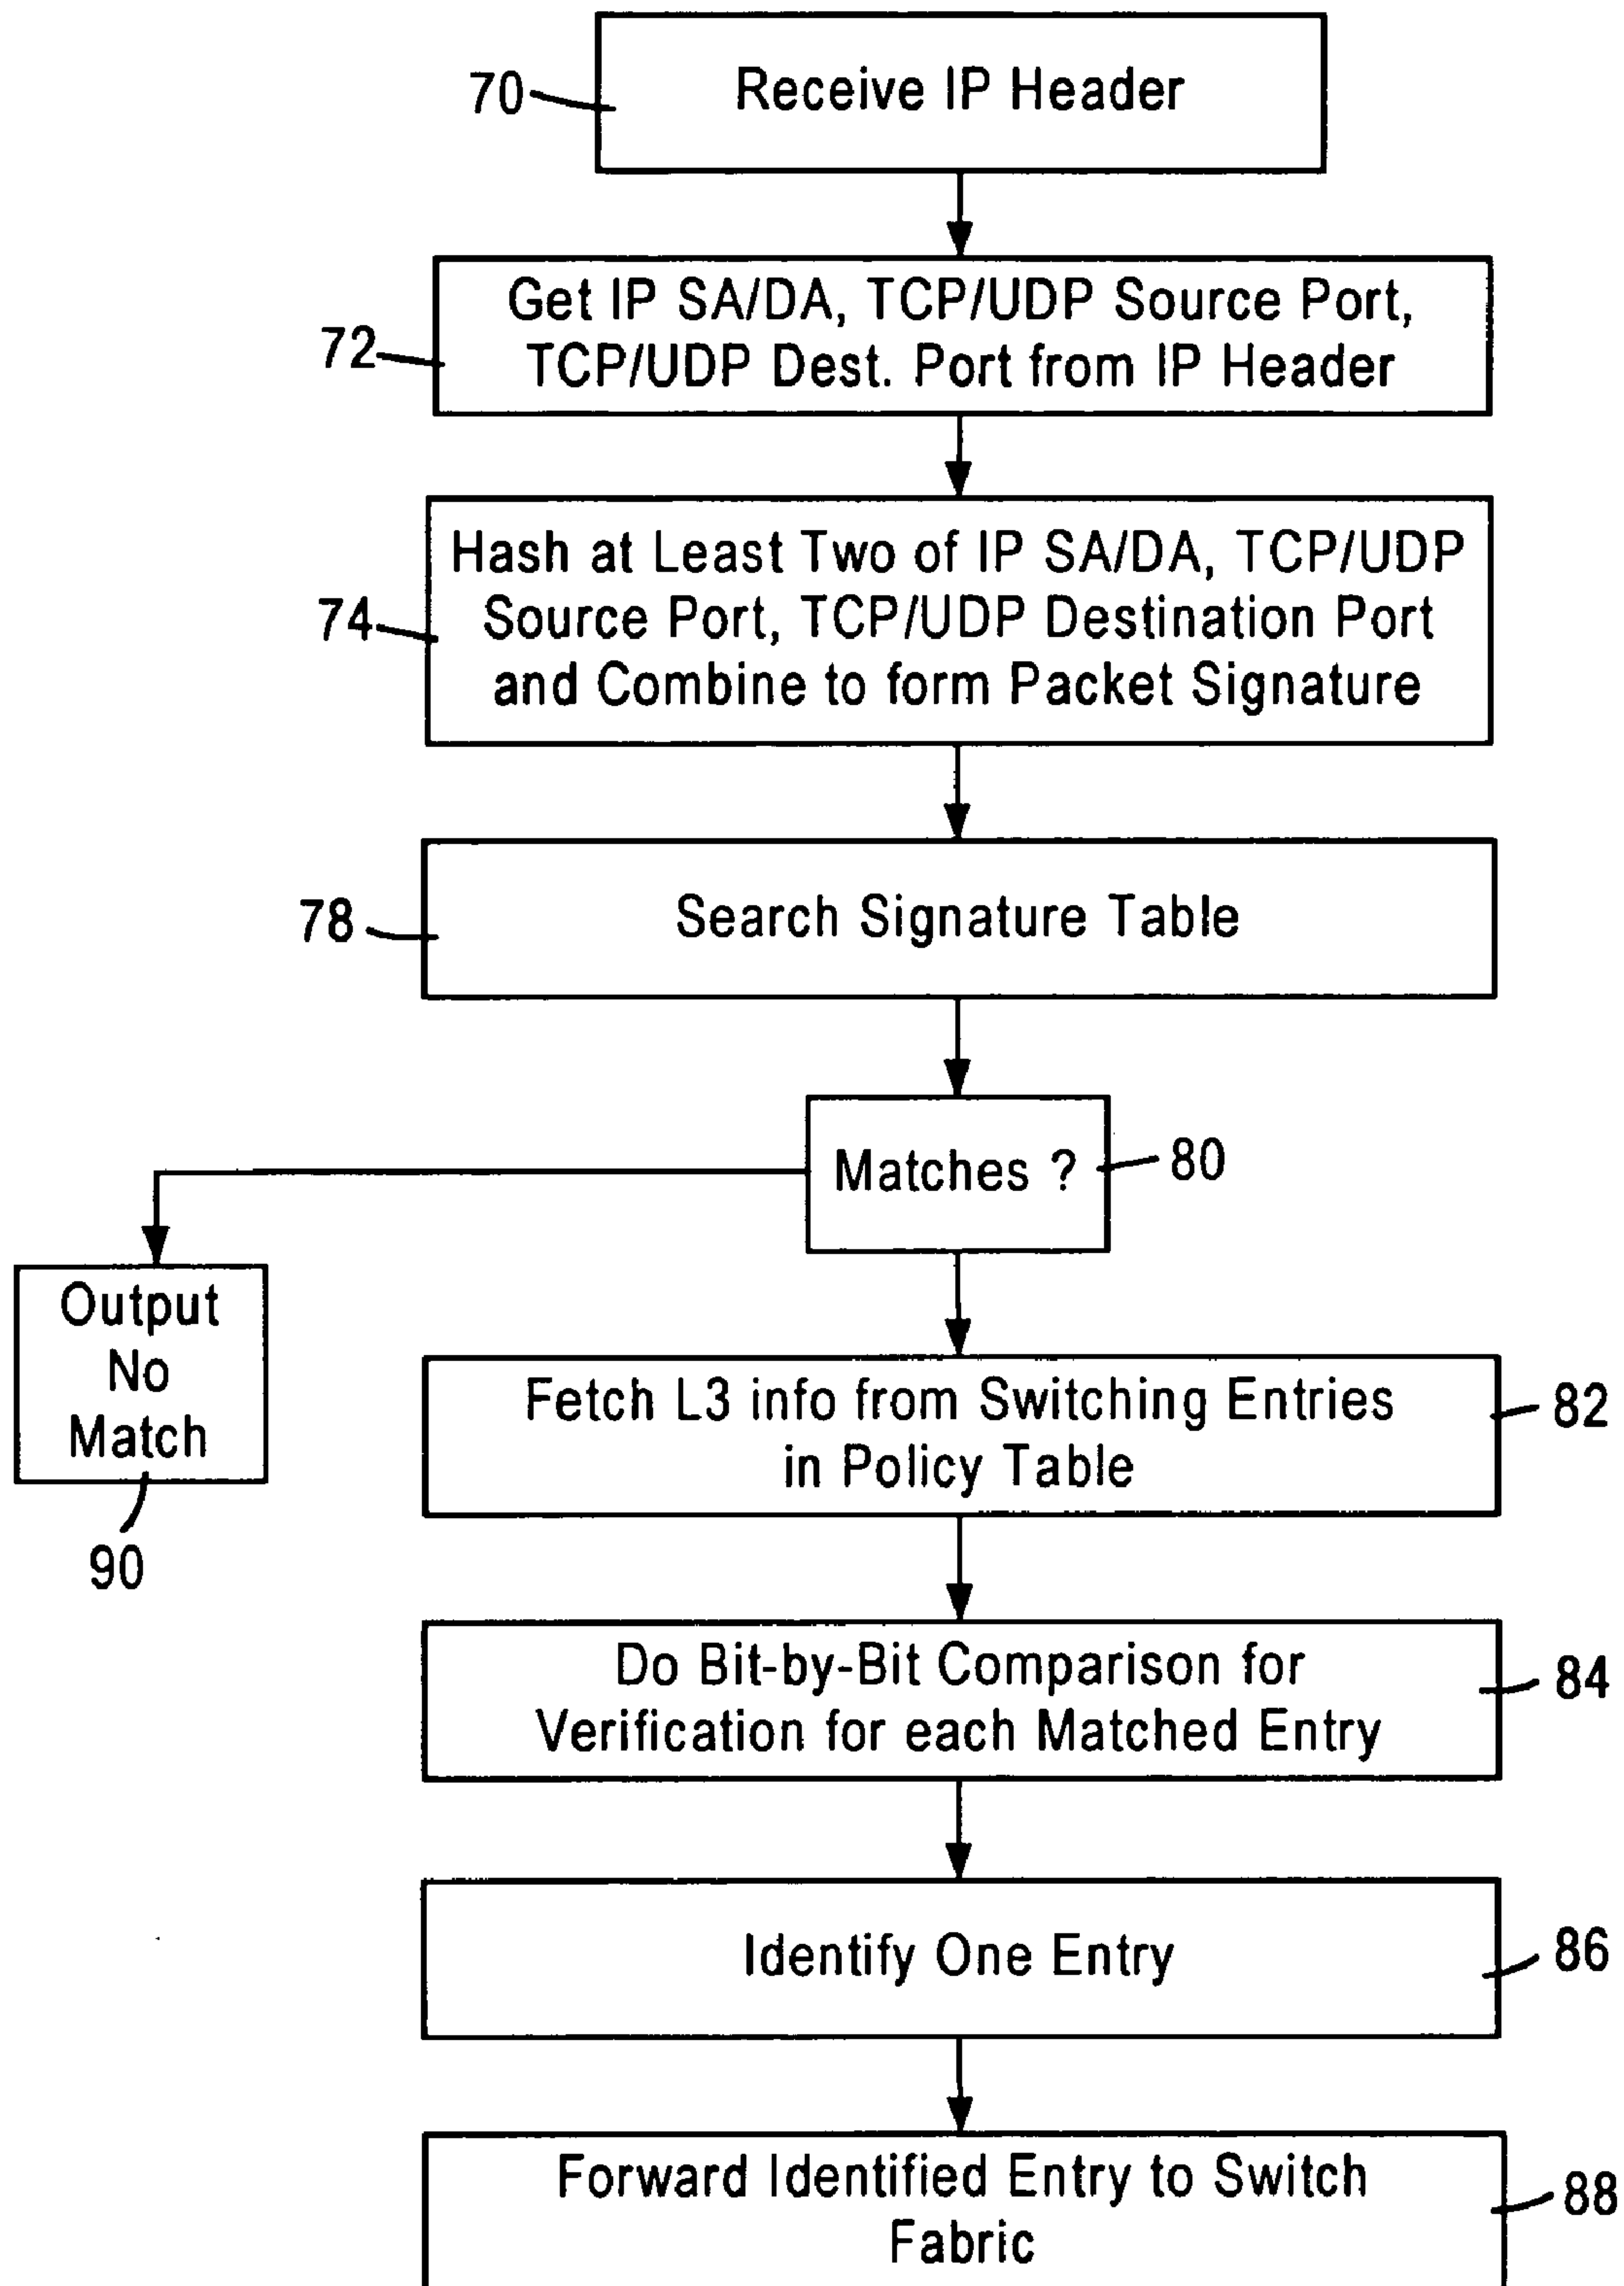 70
Receive IP Header
72
Get IP SA/DA, TCP/UDP Source Port,
TCP/UDP Dest. Port from IP Header
74
Hash at Least Two of IP SA/DA, TCP/UDP
Source Port, TCP/UDP Destination Port
and Combine to form Packet Signature
78
Search Signature Table
Matches ?
80
Output
No
Match
90
Fetch L3 info from Switching Entries
in Policy Table
82
Do Bit-by-Bit Comparison for
Verification for each Matched Entry
84
Identify One Entry
86
Forward Identified Entry to Switch
Fabric
88